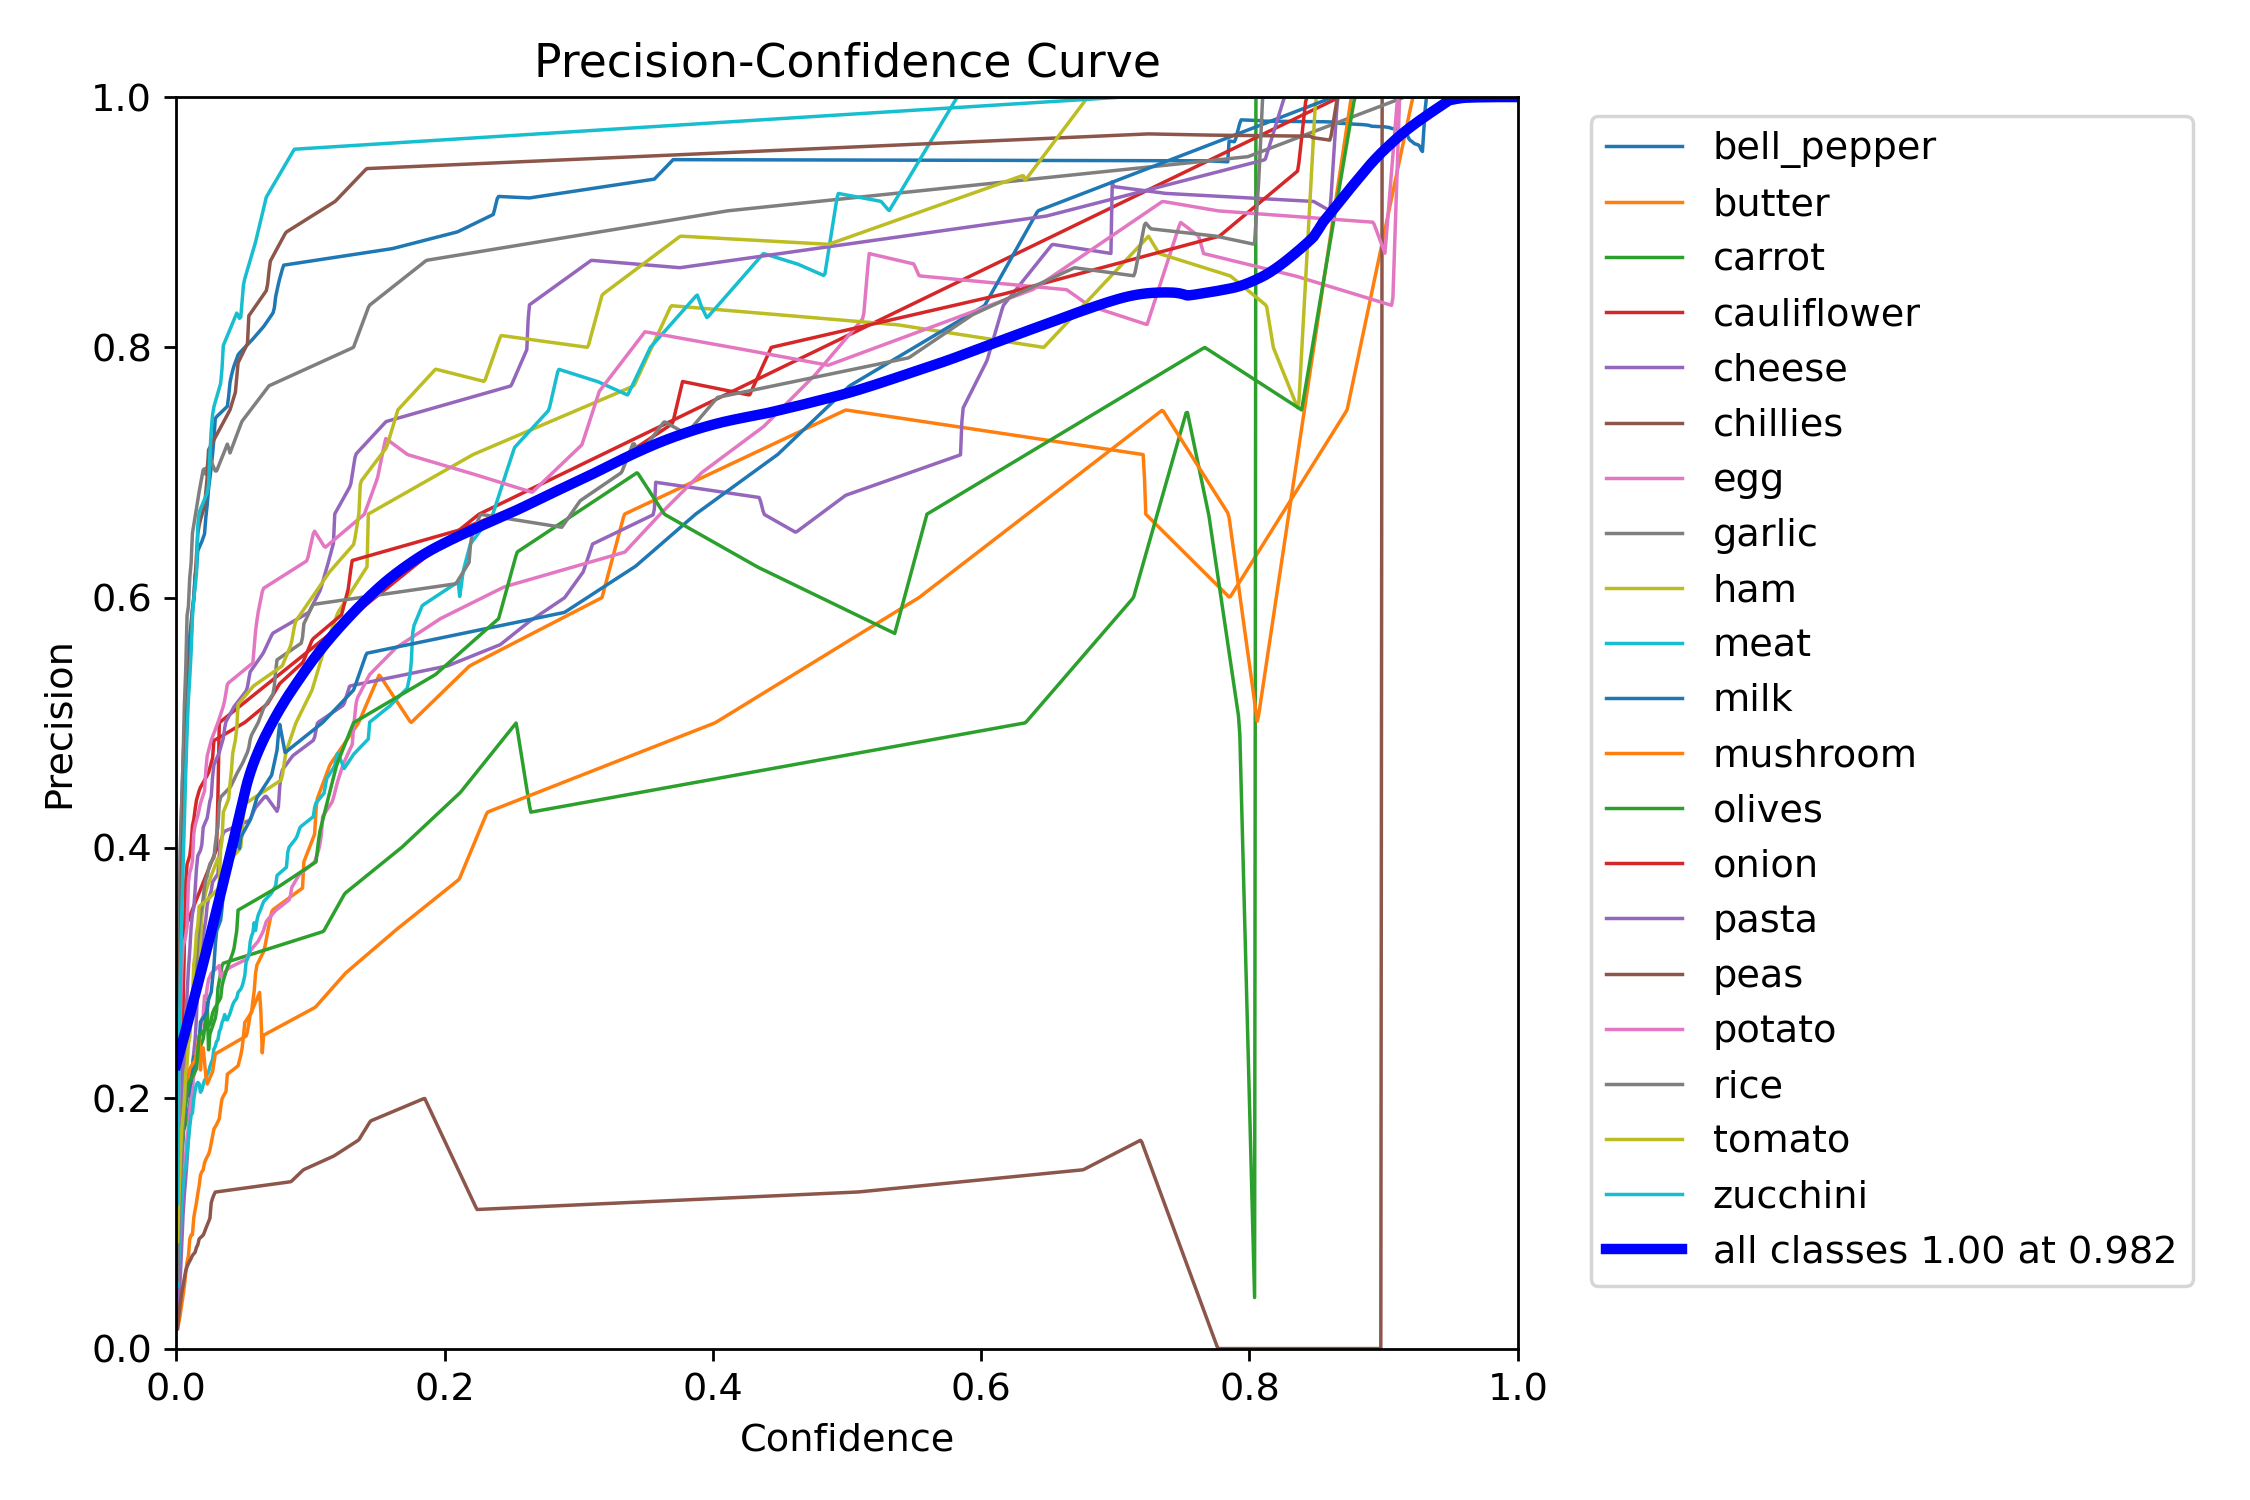 Precision-Confidence Curve
1.0
0.8
0.6
0.4
0.2
0.0
Precision
0.0 0.2 0.4 0.6 0.8 1.0
Confidence
bell_pepper
butter
carrot
cauliflower
cheese
chillies
egg
garlic
ham
meat
milk
mushroom
olives
onion
pasta
peas
potato
rice
tomato
zucchini
all classes 1.00 at 0.982